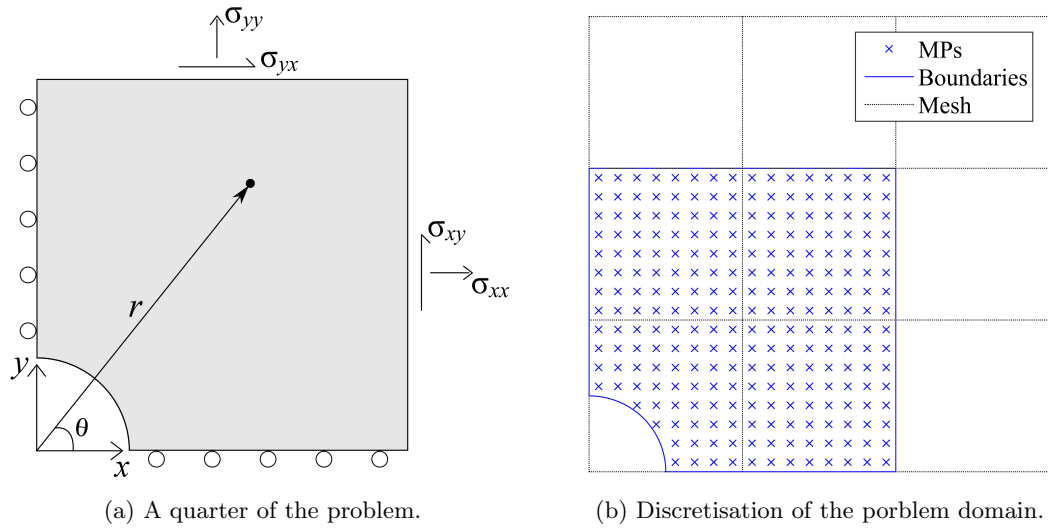 σyy
σyx
σxy
σxx
r
y
θ
x
MPs
Boundaries
Mesh
(a) A quarter of the problem.
(b) Discretisation of the porblem domain.